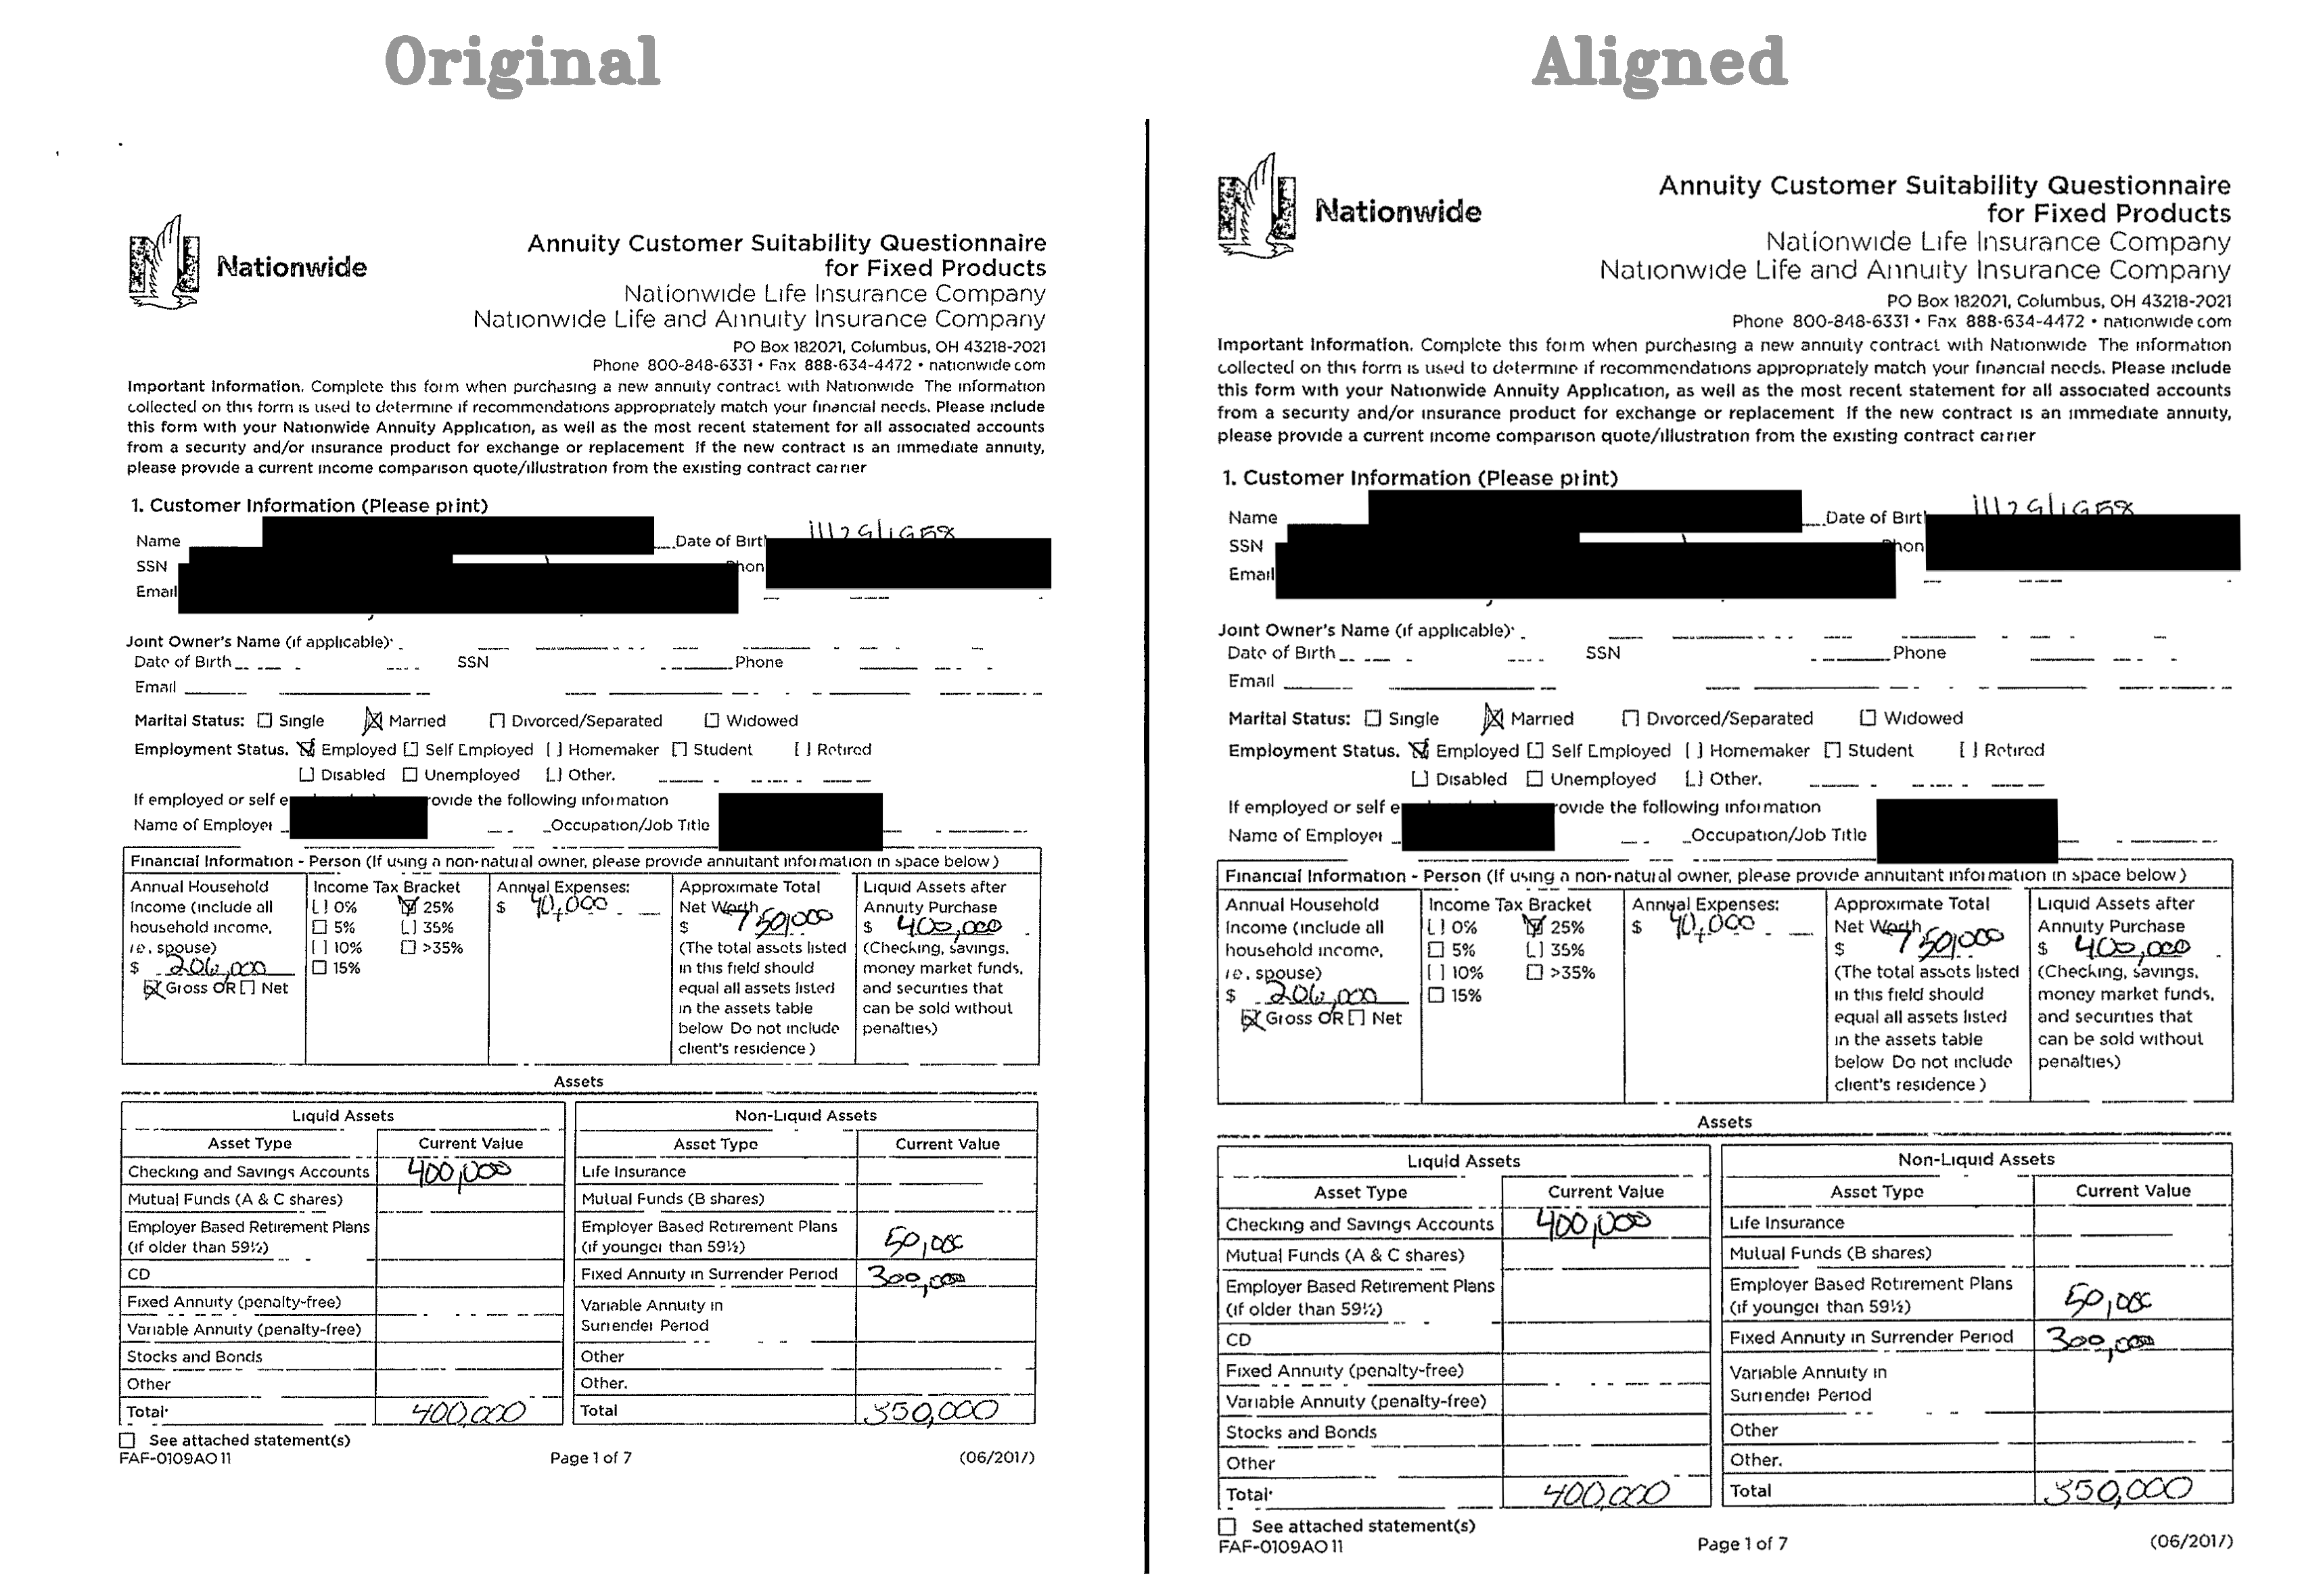 Original
Nationwide
Annuity Customer Suitability Questionnaire
for Fixed Products
Nationwide Life Insurance Company
Nationwide Life and Annuity Insurance Company
PO Box 182021, Columbus, OH 43218-2021
Phone 800-848-6331 • Fax 888-634-4472 • nationwide.com
Important Information. Complete this form when purchasing a new annuity contract with Nationwide The information
collected on this form is used to determine if recommendations appropriately match your financial needs. Please include
this form with your Nationwide Annuity Application, as well as the most recent statement for all associated accounts
from a security and/or insurance product for exchange or replacement If the new contract is an immediate annuity,
please provide a current income comparison quote/illustration from the existing contract carrier
1. Customer Information (Please print)
Name Date of Birt
SSN hon
Email
Joint Owner's Name (if applicable)
Date of Birth SSN Phone
Email
Marital Status: Single Married Divorced/Separated Widowed
Employment Status. Employed Self Employed Homemaker Student Retired
Disabled Unemployed Other.
If employed or self e rovide the following information
Name of Employer Occupation/Job Title
Financial Information - Person (If using a non-natural owner, please provide annuitant information in space below)
Annual Household
Income (include all
household income,
i.e. spouse)
$ 206,000
Gross OR Net
Income Tax Bracket
0% 25%
5% 35%
10% >35%
15%
Annual Expenses:
$ 40,000
Approximate Total
Net Worth
$ 750,000
(The total assets listed
in this field should
equal all assets listed
in the assets table
below Do not include
client's residence)
Liquid Assets after
Annuity Purchase
$ 400,000
(Checking, savings,
money market funds,
and securities that
can be sold without
penalties)
Assets
Liquid Assets
Asset Type Current Value
Checking and Savings Accounts 400,000
Mutual Funds (A & C shares)
Employer Based Retirement Plans
(if older than 59½)
CD
Fixed Annuity (penalty-free)
Variable Annuity (penalty-free)
Stocks and Bonds
Other
Total 400,000
Non-Liquid Assets
Asset Type Current Value
Life Insurance
Mutual Funds (B shares)
Employer Based Retirement Plans
(if younger than 59½) 50,000
Fixed Annuity in Surrender Period 300,000
Variable Annuity in
Surrender Period
Other
Other.
Total 350,000
See attached statement(s)
FAF-0109AO.11 Page 1 of 7 (06/2017)
Aligned
Nationwide
Annuity Customer Suitability Questionnaire
for Fixed Products
Nationwide Life Insurance Company
Nationwide Life and Annuity Insurance Company
PO Box 182021, Columbus, OH 43218-2021
Phone 800-848-6331 • Fax 888-634-4472 • nationwide.com
Important Information. Complete this form when purchasing a new annuity contract with Nationwide The information
collected on this form is used to determine if recommendations appropriately match your financial needs. Please include
this form with your Nationwide Annuity Application, as well as the most recent statement for all associated accounts
from a security and/or insurance product for exchange or replacement If the new contract is an immediate annuity,
please provide a current income comparison quote/illustration from the existing contract carrier
1. Customer Information (Please print)
Name Date of Birt
SSN hon
Email
Joint Owner's Name (if applicable)
Date of Birth SSN Phone
Email
Marital Status: Single Married Divorced/Separated Widowed
Employment Status. Employed Self Employed Homemaker Student Retired
Disabled Unemployed Other.
If employed or self e rovide the following information
Name of Employer Occupation/Job Title
Financial Information - Person (If using a non-natural owner, please provide annuitant information in space below)
Annual Household
Income (include all
household income,
i.e. spouse)
$ 206,000
Gross OR Net
Income Tax Bracket
0% 25%
5% 35%
10% >35%
15%
Annual Expenses:
$ 40,000
Approximate Total
Net Worth
$ 750,000
(The total assets listed
in this field should
equal all assets listed
in the assets table
below Do not include
client's residence)
Liquid Assets after
Annuity Purchase
$ 400,000
(Checking, savings,
money market funds,
and securities that
can be sold without
penalties)
Assets
Liquid Assets
Asset Type Current Value
Checking and Savings Accounts 400,000
Mutual Funds (A & C shares)
Employer Based Retirement Plans
(if older than 59½)
CD
Fixed Annuity (penalty-free)
Variable Annuity (penalty-free)
Stocks and Bonds
Other
Total 400,000
Non-Liquid Assets
Asset Type Current Value
Life Insurance
Mutual Funds (B shares)
Employer Based Retirement Plans
(if younger than 59½) 50,000
Fixed Annuity in Surrender Period 300,000
Variable Annuity in
Surrender Period
Other
Other.
Total 350,000
See attached statement(s)
FAF-0109AO.11 Page 1 of 7 (06/2017)